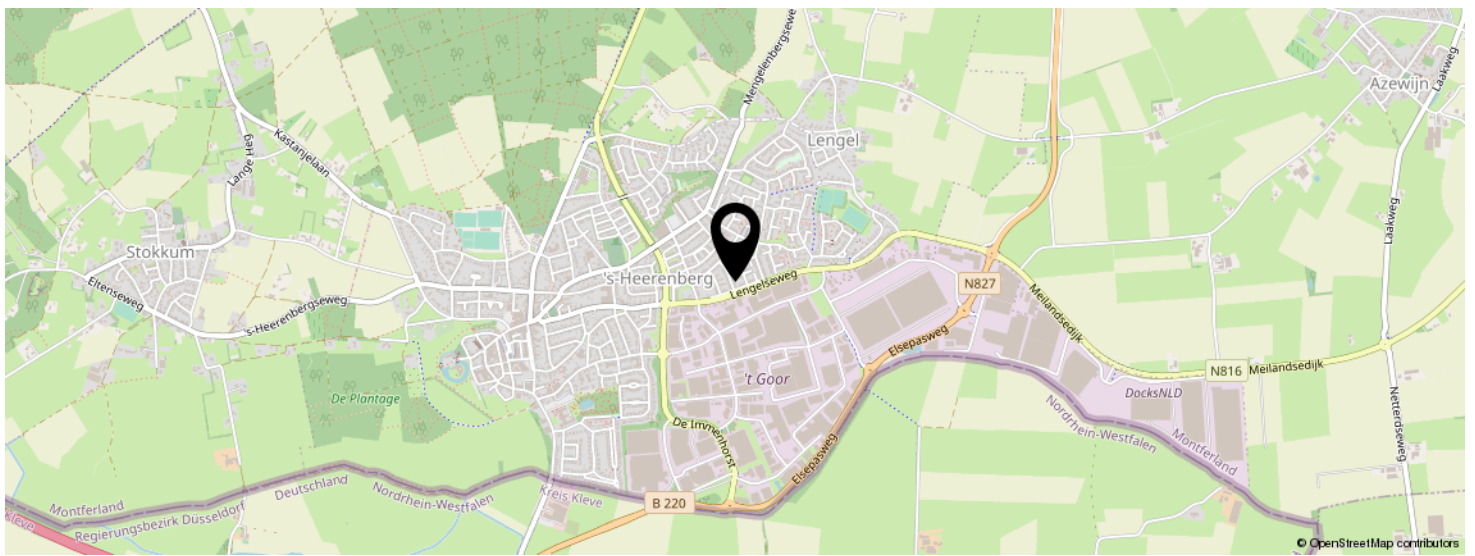 Mengelenbergsew
Laakweg
Azewijn
Lengel
Kastanjelaan
Lange Heg
Laakweg
Stokkum
's-Heerenberg
Eltenseweg
Lengelseweg
N827
Meilandsedijk
's-Heerenbergseweg
Elsepasweg
't Goor
N816
Meilandsedijk
De Plantage
DocksNLD
Nordrhein-Westfalen
Montferland
Netterdseweg
De Immenhorst
Elsepasweg
Deutschland
Nordrhein-Westfalen
Kreis Kleve
B 220
Montferland
Regierungsbezirk Düsseldorf
Kleve
© OpenStreetMap contributors